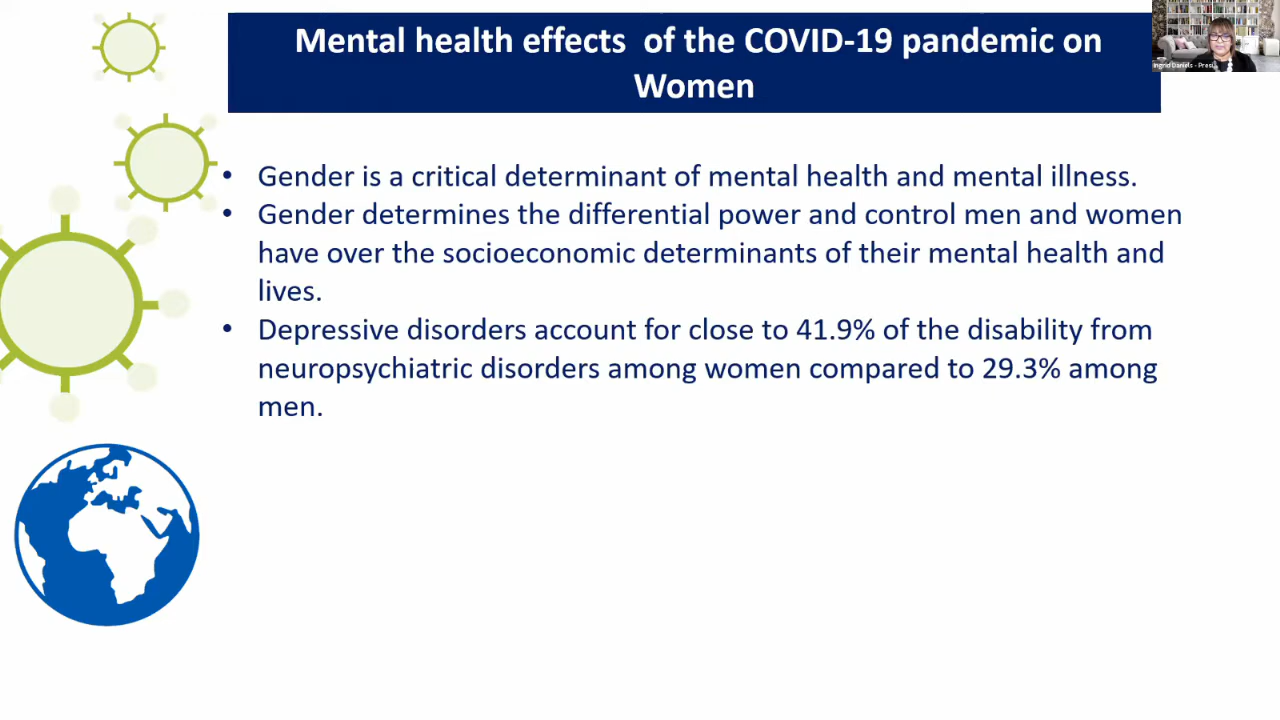 Mental health effects of the COVID-19 pandemic on
Women
Ingrid Daniels - Presi...
• Gender is a critical determinant of mental health and mental illness.
• Gender determines the differential power and control men and women
have over the socioeconomic determinants of their mental health and
lives.
• Depressive disorders account for close to 41.9% of the disability from
neuropsychiatric disorders among women compared to 29.3% among
men.